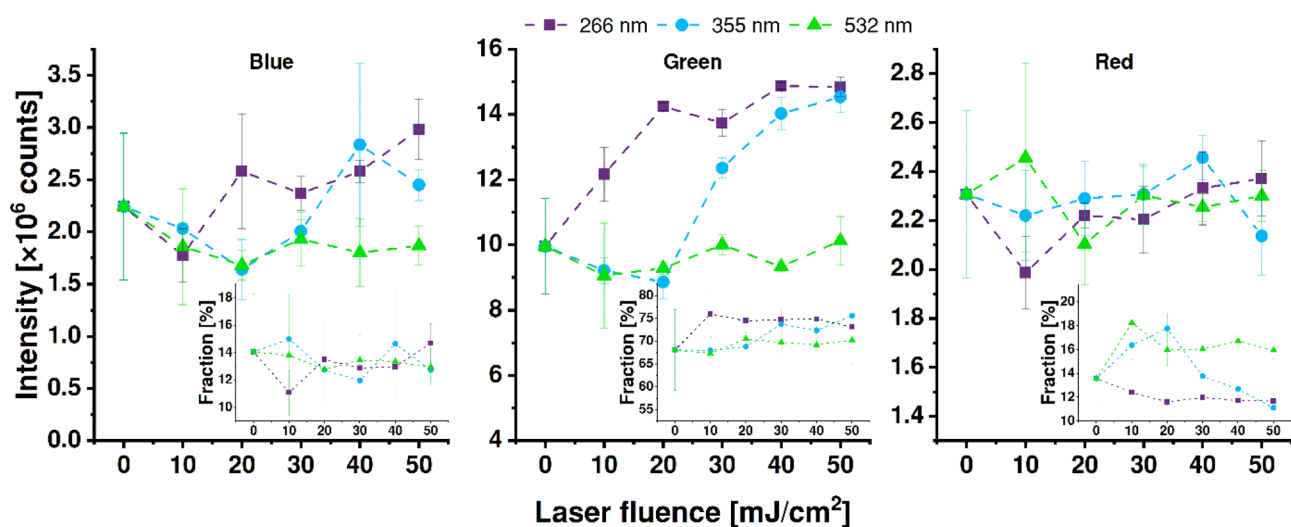 266 nm 355 nm 532 nm
Blue
Green
Red
Intensity [×10⁶ counts]
3.5
3.0
2.5
2.0
1.5
1.0
0.5
0.0
0 10 20 30 40 50
Fraction [%]
18
16
14
12
10
0 10 20 30 40 50
16
14
12
10
8
6
4
0 10 20 30 40 50
Fraction [%]
80
75
70
65
60
55
0 10 20 30 40 50
2.8
2.6
2.4
2.2
2.0
1.8
1.6
1.4
0 10 20 30 40 50
Fraction [%]
20
18
16
14
12
10
0 10 20 30 40 50
Laser fluence [mJ/cm²]